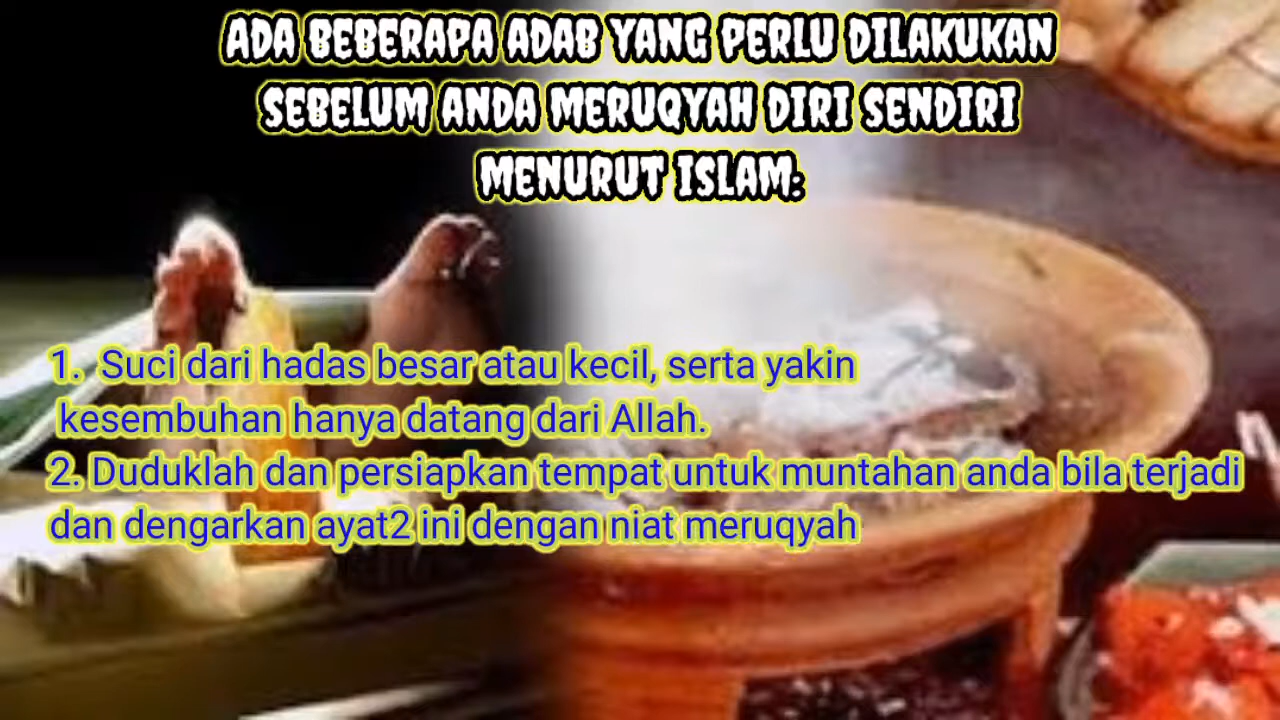 ADA BEBERAPA ADAB YANG PERLU DILAKUKAN
SEBELUM ANDA MERUQYAH DIRI SENDIRI
MENURUT ISLAM:
1. Suci dari hadas besar atau kecil, serta yakin
kesembuhan hanya datang dari Allah.
2. Duduklah dan persiapkan tempat untuk muntahan anda bila terjadi
dan dengarkan ayat2 ini dengan niat meruqyah